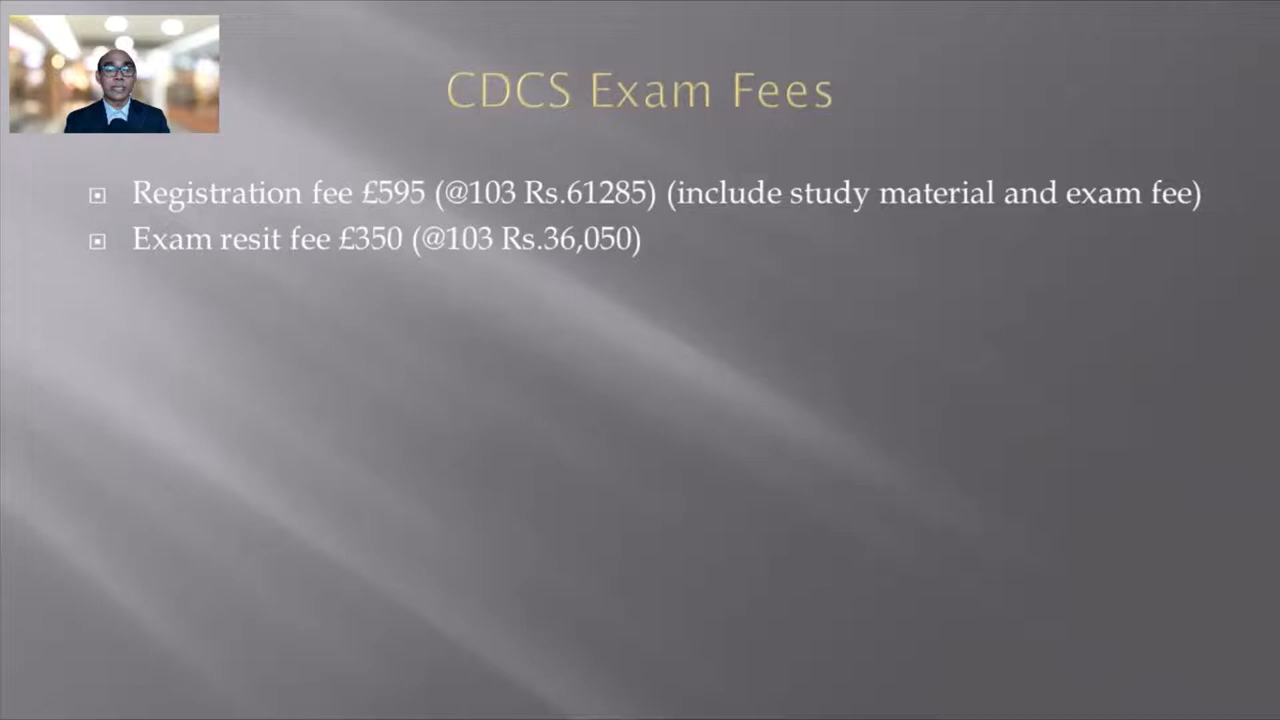 CDCS Exam Fees
Registration fee £595 (@103 Rs.61285) (include study material and exam fee)
Exam resit fee £350 (@103 Rs.36,050)